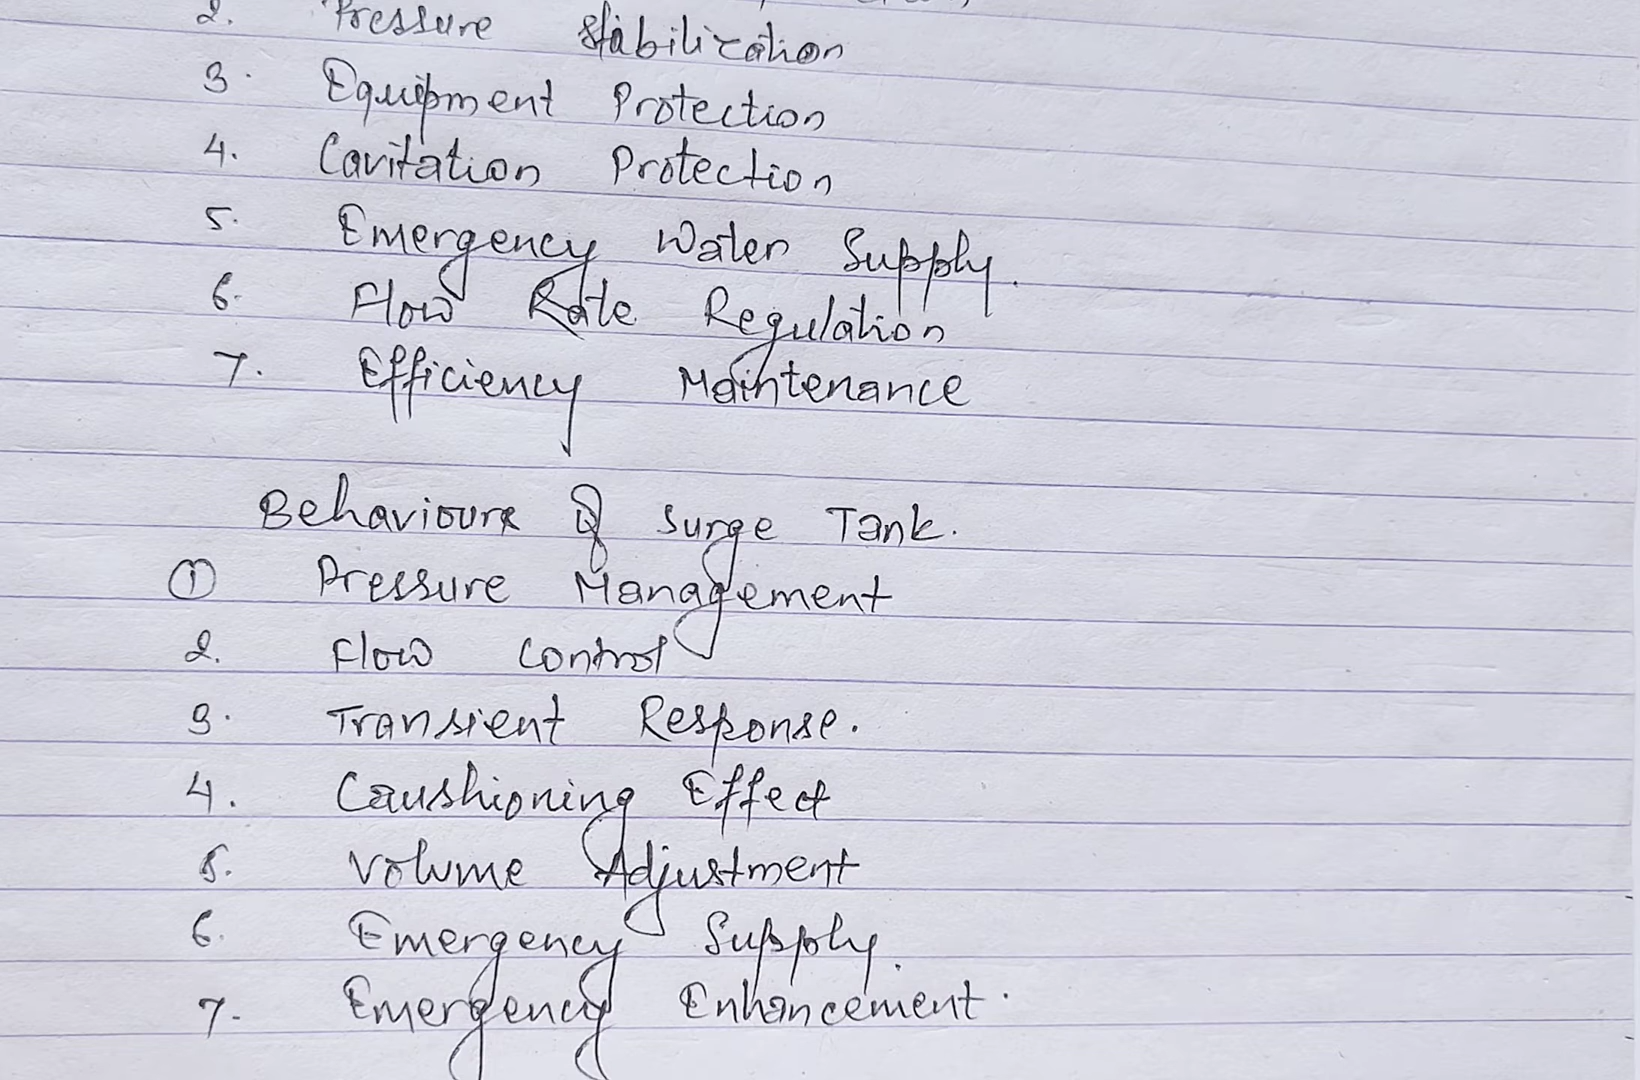 2. Pressure Stabilization
3. Equipment Protection
4. Cavitation Protection
5. Emergency Water Supply.
6. Flow Rate Regulation
7. Efficiency Maintenance
Behaviours of Surge Tank.
① Pressure Management
2. Flow Control
3. Transient Response.
4. Caushioning Effect
5. Volume Adjustment
6. Emergency Supply.
7. Emergency Enhancement.